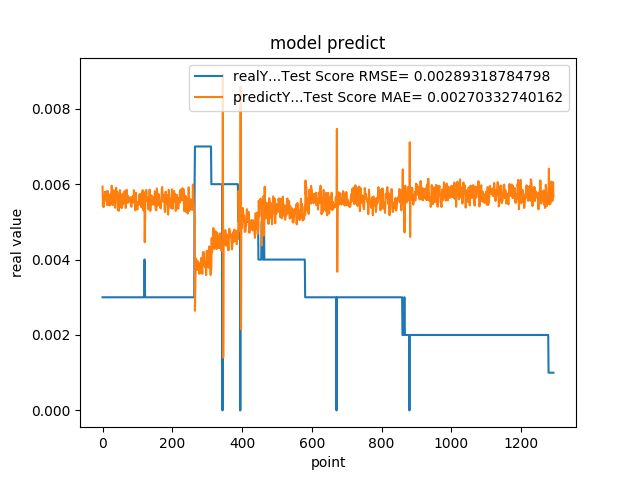 model predict
realY...Test Score RMSE= 0.00289318784798
predictY...Test Score MAE= 0.00270332740162
0.008
0.006
0.004
0.002
0.000
real value
0 200 400 600 800 1000 1200
point